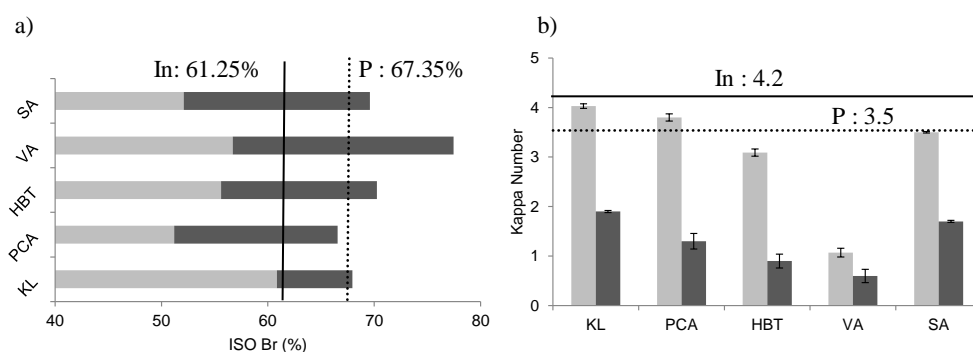 a)
In: 61.25%
P : 67.35%
SA
VA
HBT
PCA
KL
40
50
60
70
80
ISO Br (%)
b)
In : 4.2
P : 3.5
Kappa Number
5
4
3
2
1
0
KL
PCA
HBT
VA
SA